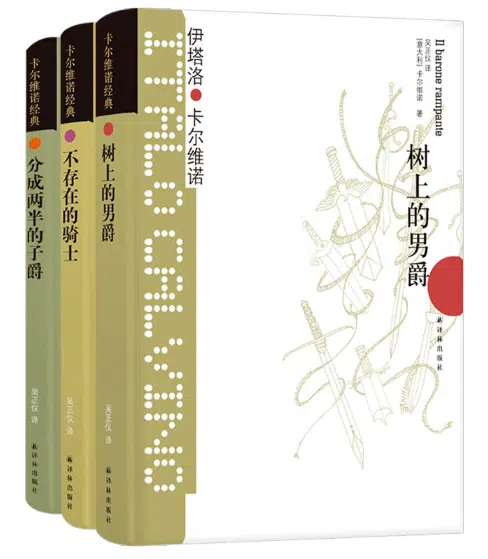 卡尔维诺经典
分成两半的子爵
吴正仪 译
译林出版社
卡尔维诺经典
不存在的骑士
吴正仪 译
译林出版社
卡尔维诺经典
树上的男爵
吴正仪 译
译林出版社
ITALO CALVINO
伊塔洛●卡尔维诺
Il barone rampante
[意大利] 卡尔维诺 著
吴正仪 译
树上的男爵
译林出版社